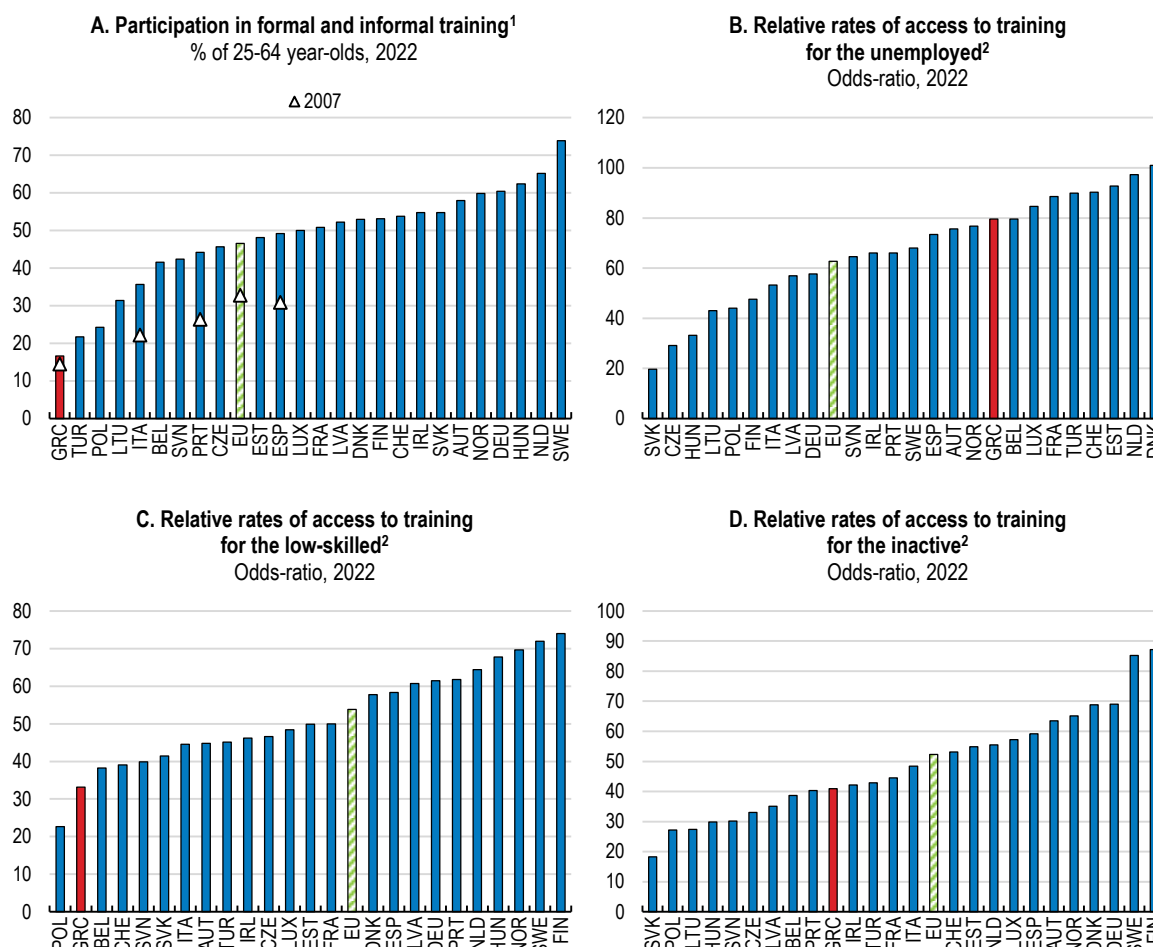 A. Participation in formal and informal training¹
% of 25-64 year-olds, 2022
2007
80
70
60
50
40
30
20
10
0
GRC TUR POL LTU ITA BEL SVN PRT CZE EU EST ESP LUX FRA LVA DNK FIN CHE IRL SVK AUT NOR DEU HUN NLD SWE
B. Relative rates of access to training
for the unemployed²
Odds-ratio, 2022
120
100
80
60
40
20
0
SVK CZE HUN LTU POL FIN ITA LVA DEU EU SVN IRL PRT SWE ESP AUT NOR GRC BEL LUX FRA TUR CHE EST NLD DNK
C. Relative rates of access to training
for the low-skilled²
Odds-ratio, 2022
80
70
60
50
40
30
20
10
0
POL GRC BEL CHE SVN SVK ITA AUT TUR IRL CZE LUX EST FRA EU DNK ESP LVA DEU PRT NLD HUN NOR SWE FIN
D. Relative rates of access to training
for the inactive²
Odds-ratio, 2022
100
90
80
70
60
50
40
30
20
10
0
SVK POL LTU HUN SVN CZE LVA BEL PRT GRC IRL TUR FRA ITA EU CHE EST NLD LUX ESP AUT NOR DNK DEU SWE FIN